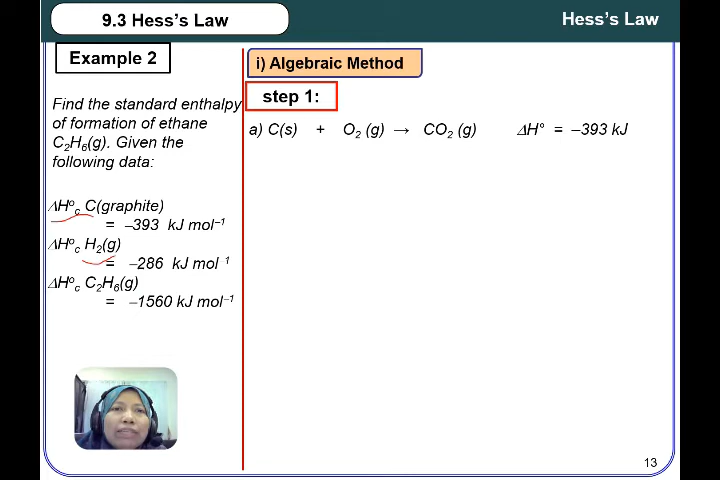 9.3 Hess's Law
Hess's Law
Example 2
Find the standard enthalpy
of formation of ethane
C₂H₆(g). Given the
following data:
ΔH°c C(graphite)
= –393 kJ mol⁻¹
ΔH°c H₂(g)
= –286 kJ mol ¹
ΔH°c C₂H₆(g)
= –1560 kJ mol⁻¹
i) Algebraic Method
step 1:
a) C(s) + O₂ (g) → CO₂ (g) ΔH° = –393 kJ
13